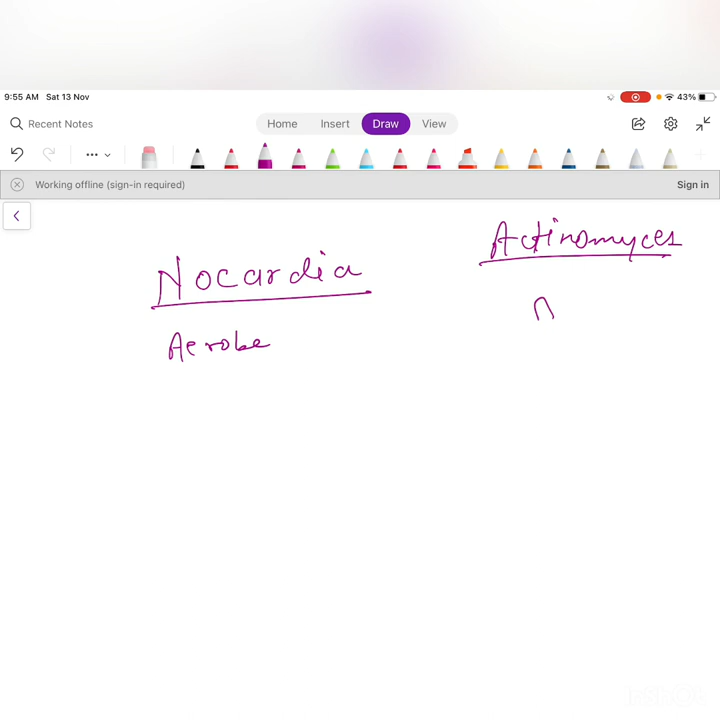 9:55 AM Sat 13 Nov 43%
Recent Notes Home Insert Draw View
Working offline (sign-in required) Sign in
Actinomyces
Nocardia
Aerobe